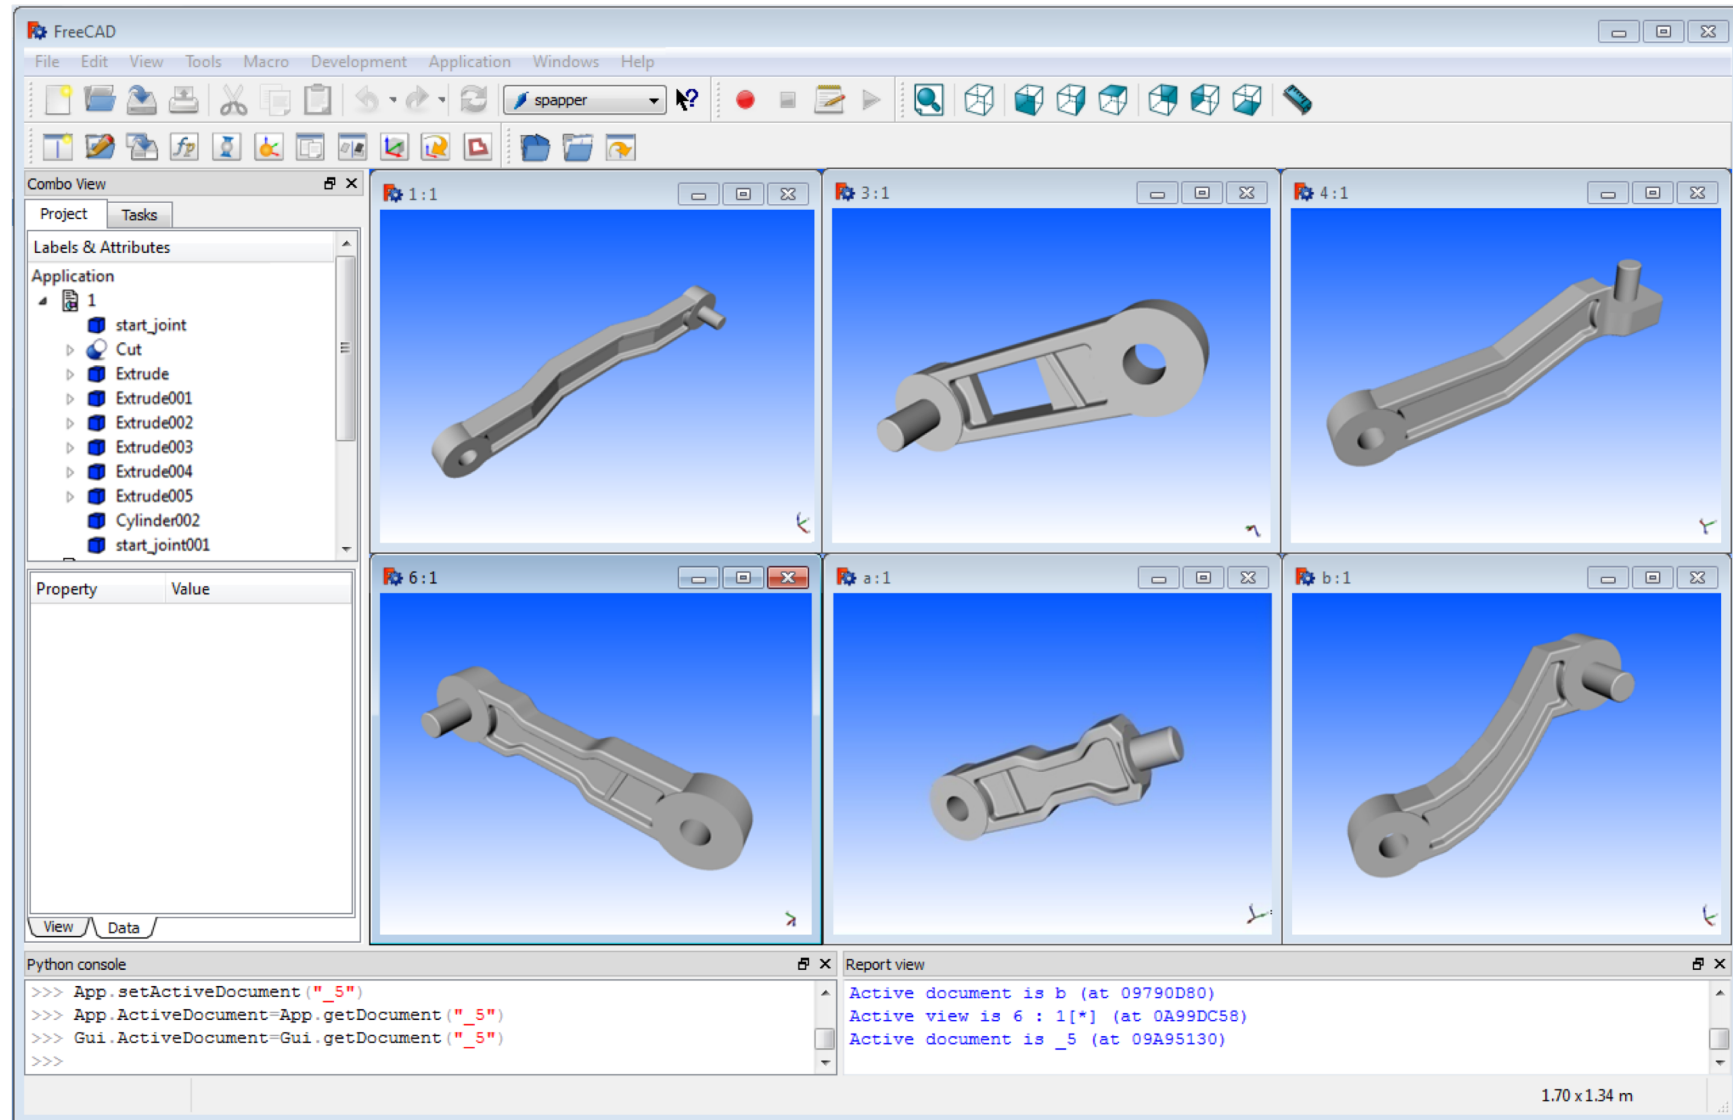 FreeCAD
File Edit View Tools Macro Development Application Windows Help
spapper
Combo View
Project Tasks
Labels & Attributes
Application
1
start_joint
Cut
Extrude
Extrude001
Extrude002
Extrude003
Extrude004
Extrude005
Cylinder002
start_joint001
Property Value
View Data
1:1
3:1
4:1
6:1
a:1
b:1
Python console
>>> App.setActiveDocument("_5")
>>> App.ActiveDocument=App.getDocument("_5")
>>> Gui.ActiveDocument=Gui.getDocument("_5")
>>>
Report view
Active document is b (at 09790D80)
Active view is 6 : 1[*] (at 0A99DC58)
Active document is _5 (at 09A95130)
1.70 x 1.34 m